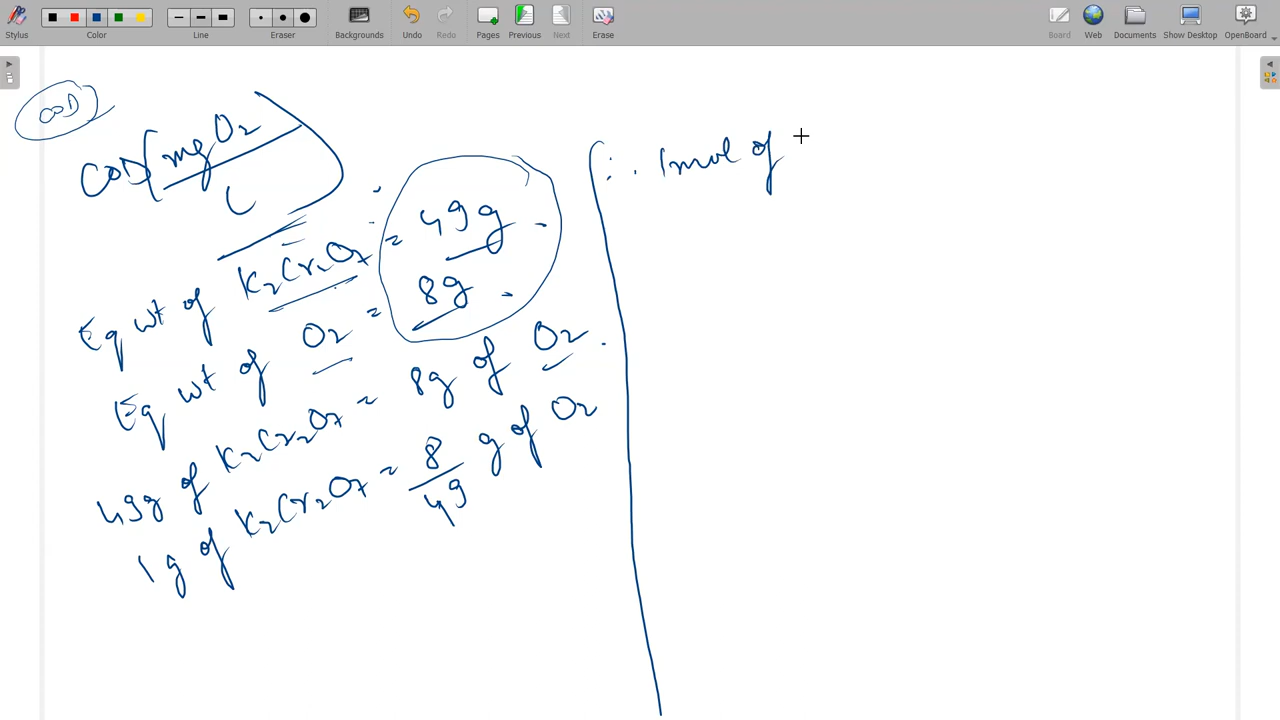 Stylus Color Line Eraser Backgrounds Undo Redo Pages Previous Next Erase Board Web Documents Show Desktop OpenBoard
COD
COD (mg O2 / L)
Eq wt of K2Cr2O7 = 49g
Eq wt of O2 = 8g
49g of K2Cr2O7 = 8g of O2
1g of K2Cr2O7 = 8/49 g of O2
∴ 1mol of